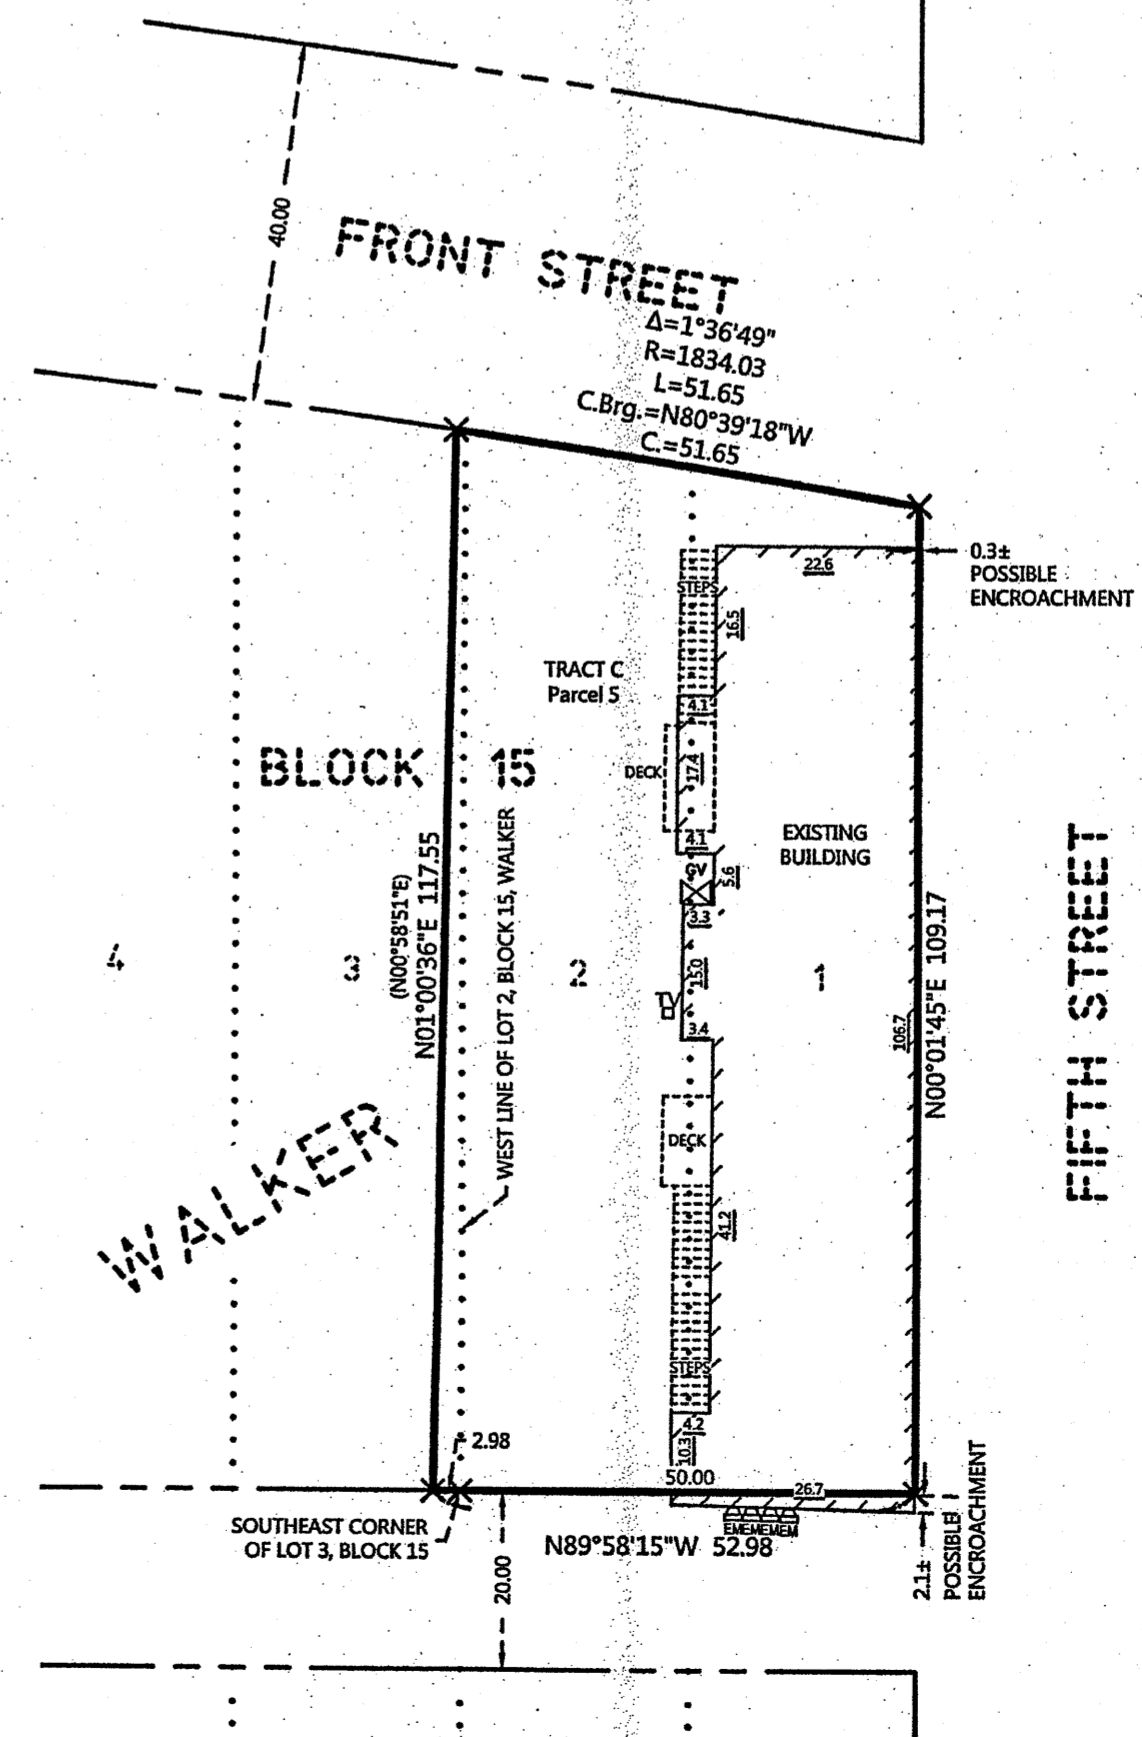 40.00
FRONT STREET
Δ=1°36'49"
R=1834.03
L=51.65
C.Brg.=N80°39'18"W
C.=51.65
0.3±
POSSIBLE
ENCROACHMENT
22.6
STEPS
16.5
TRACT C
Parcel 5
4.1
17.4
DECK
BLOCK 15
4.1
EXISTING
BUILDING
5.6
3.3
(N00°58'51"E)
N01°00'36"E 117.55
WEST LINE OF LOT 2, BLOCK 15, WALKER
4
3
2
1
15.0
TV
3.4
106.7
N00°01'45"E 109.17
FIFTH STREET
WALKER
DECK
41.2
STEPS
4.2
10.3
2.98
50.00
26.7
SOUTHEAST CORNER
OF LOT 3, BLOCK 15
EMEMEMEM
N89°58'15"W 52.98
20.00
2.1±
POSSIBLE
ENCROACHMENT